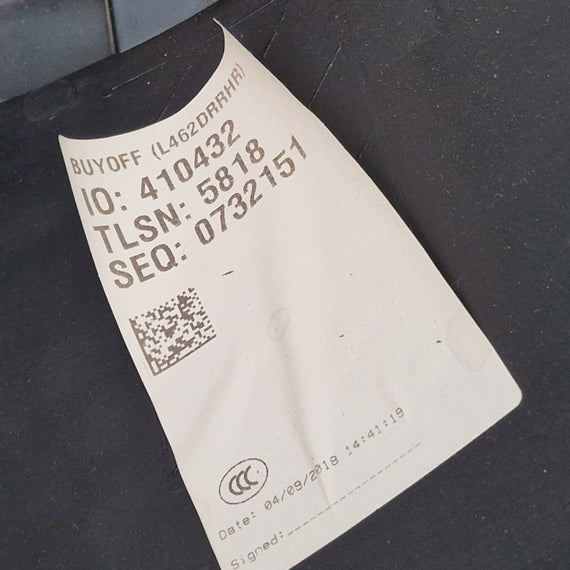 BUYOFF (L462DRRHR)
IO: 410432
TLSN: 5818
SEQ: 0732151
CCC
Date: 04/09/2018 14:41:19
Signed: